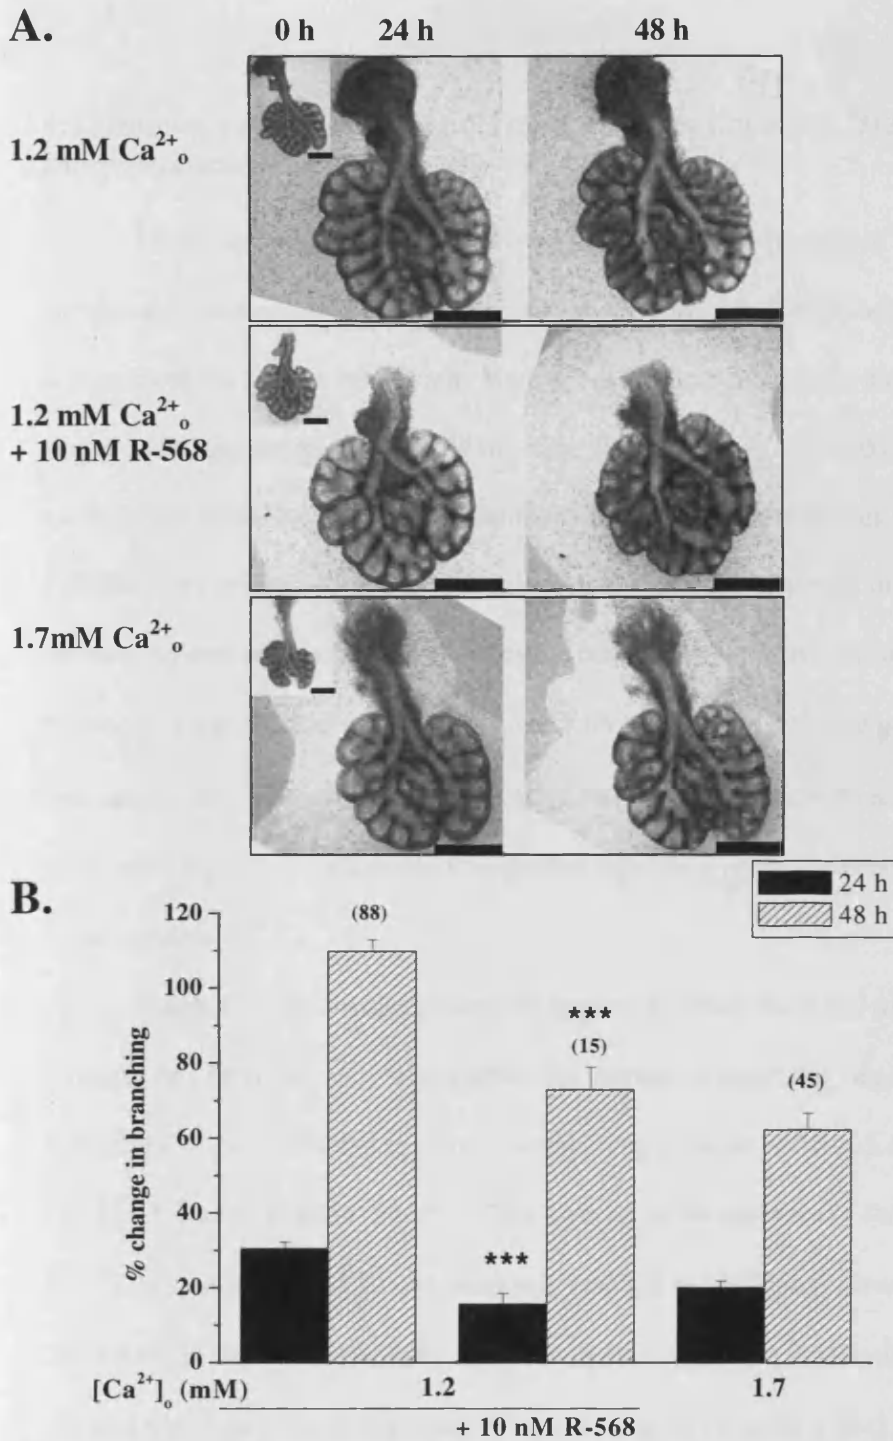 A.
0 h 24 h 48 h
1.2 mM Ca²⁺ₒ
1.2 mM Ca²⁺ₒ
+ 10 nM R-568
1.7mM Ca²⁺ₒ
B.
24 h
48 h
% change in branching
120
100
80
60
40
20
0
(88)
***
(15)
(45)
***
[Ca²⁺]ₒ (mM) 1.2 1.7
+ 10 nM R-568